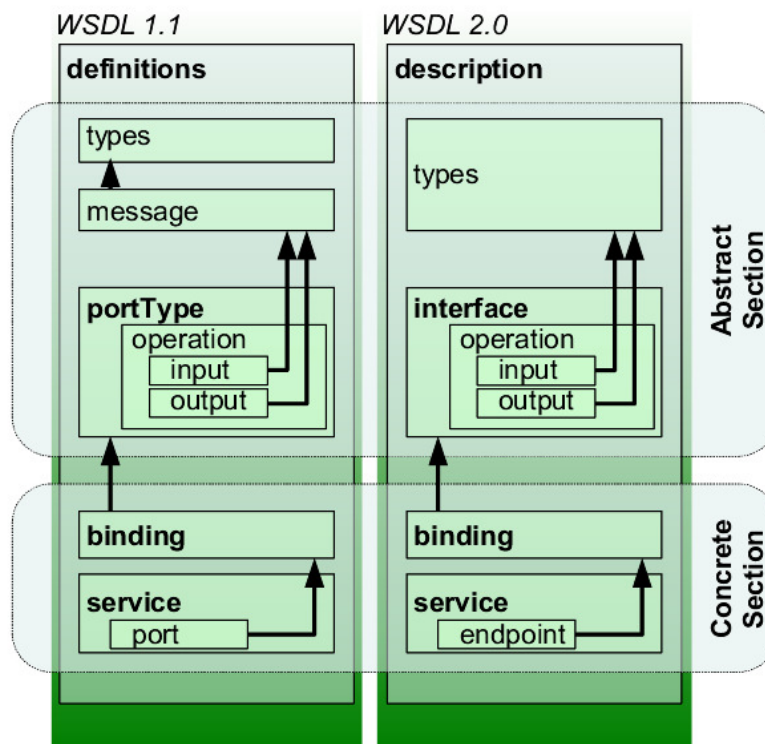 WSDL 1.1
definitions
types
message
portType
operation
input
output
binding
service
port
WSDL 2.0
description
types
interface
operation
input
output
binding
service
endpoint
Abstract
Section
Concrete
Section